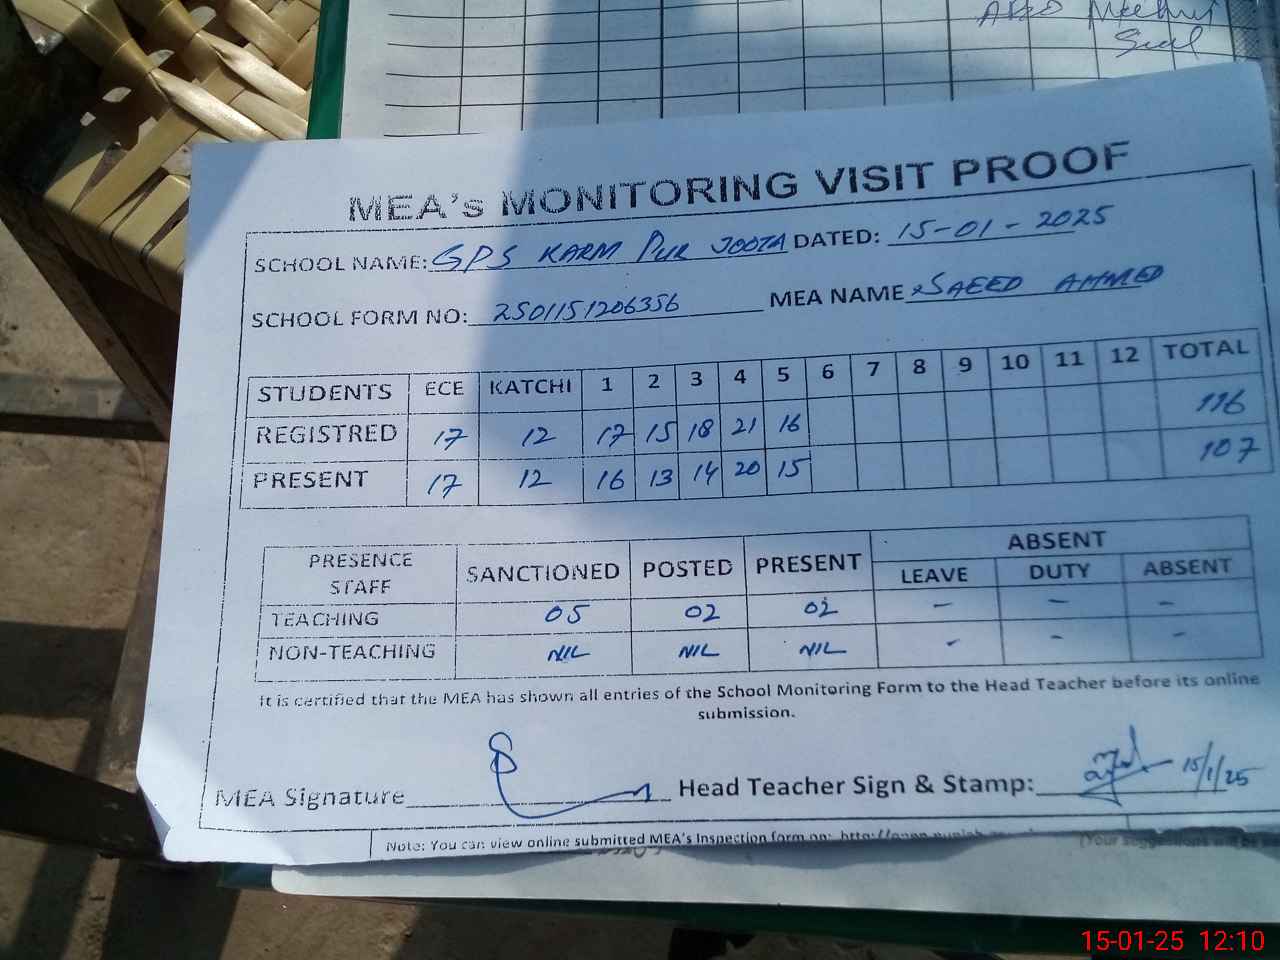 Seal
MEA's MONITORING VISIT PROOF
SCHOOL NAME: GPS KARM PUR JOOTA DATED: 15-01-2025
SCHOOL FORM NO: 2501151206356 MEA NAME SAEED AHMED
STUDENTS ECE KATCHI 1 2 3 4 5 6 7 8 9 10 11 12 TOTAL
REGISTRED 17 12 17 15 18 21 16 116
PRESENT 17 12 16 13 14 20 15 107
PRESENCE STAFF SANCTIONED POSTED PRESENT ABSENT
LEAVE DUTY ABSENT
TEACHING 05 02 02 - - -
NON-TEACHING NIL NIL NIL - - -
It is certified that the MEA has shown all entries of the School Monitoring Form to the Head Teacher before its online
submission.
MEA Signature Head Teacher Sign & Stamp: 15/1/25
Note: You can view online submitted MEA's Inspection form on: (Your suggestions will be
15-01-25 12:10